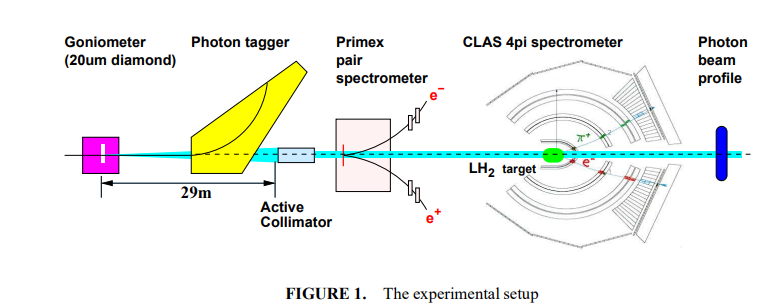 Goniometer
(20um diamond)
Photon tagger
Primex
pair
spectrometer
CLAS 4pi spectrometer
Photon
beam
profile
e⁻
π⁺
e⁻
LH₂ target
29m
Active
Collimator
e⁺
FIGURE 1. The experimental setup